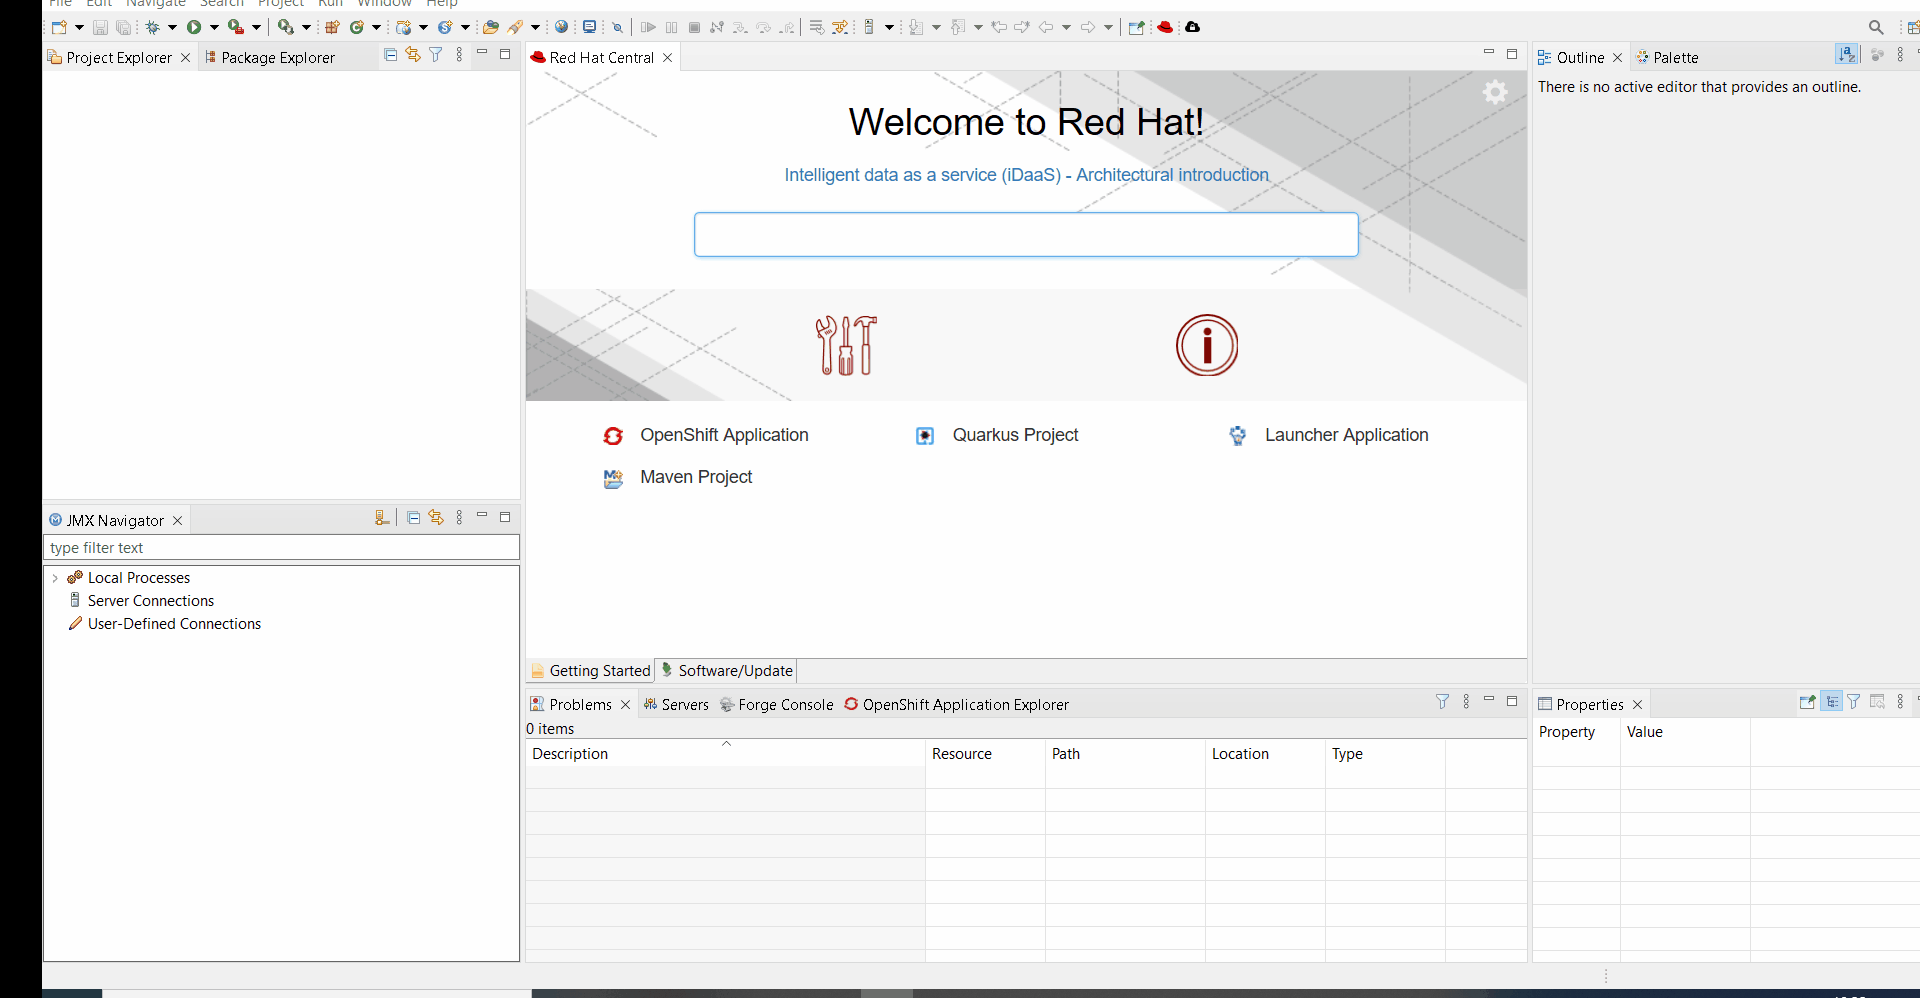 File Edit Navigate Search Project Run Window Help
Project Explorer
Package Explorer
Red Hat Central
Outline
Palette
There is no active editor that provides an outline.
Welcome to Red Hat!
Intelligent data as a service (iDaaS) - Architectural introduction
OpenShift Application
Quarkus Project
Launcher Application
Maven Project
JMX Navigator
type filter text
Local Processes
Server Connections
User-Defined Connections
Getting Started
Software/Update
Problems
Servers
Forge Console
OpenShift Application Explorer
0 items
Description Resource Path Location Type
Properties
Property Value